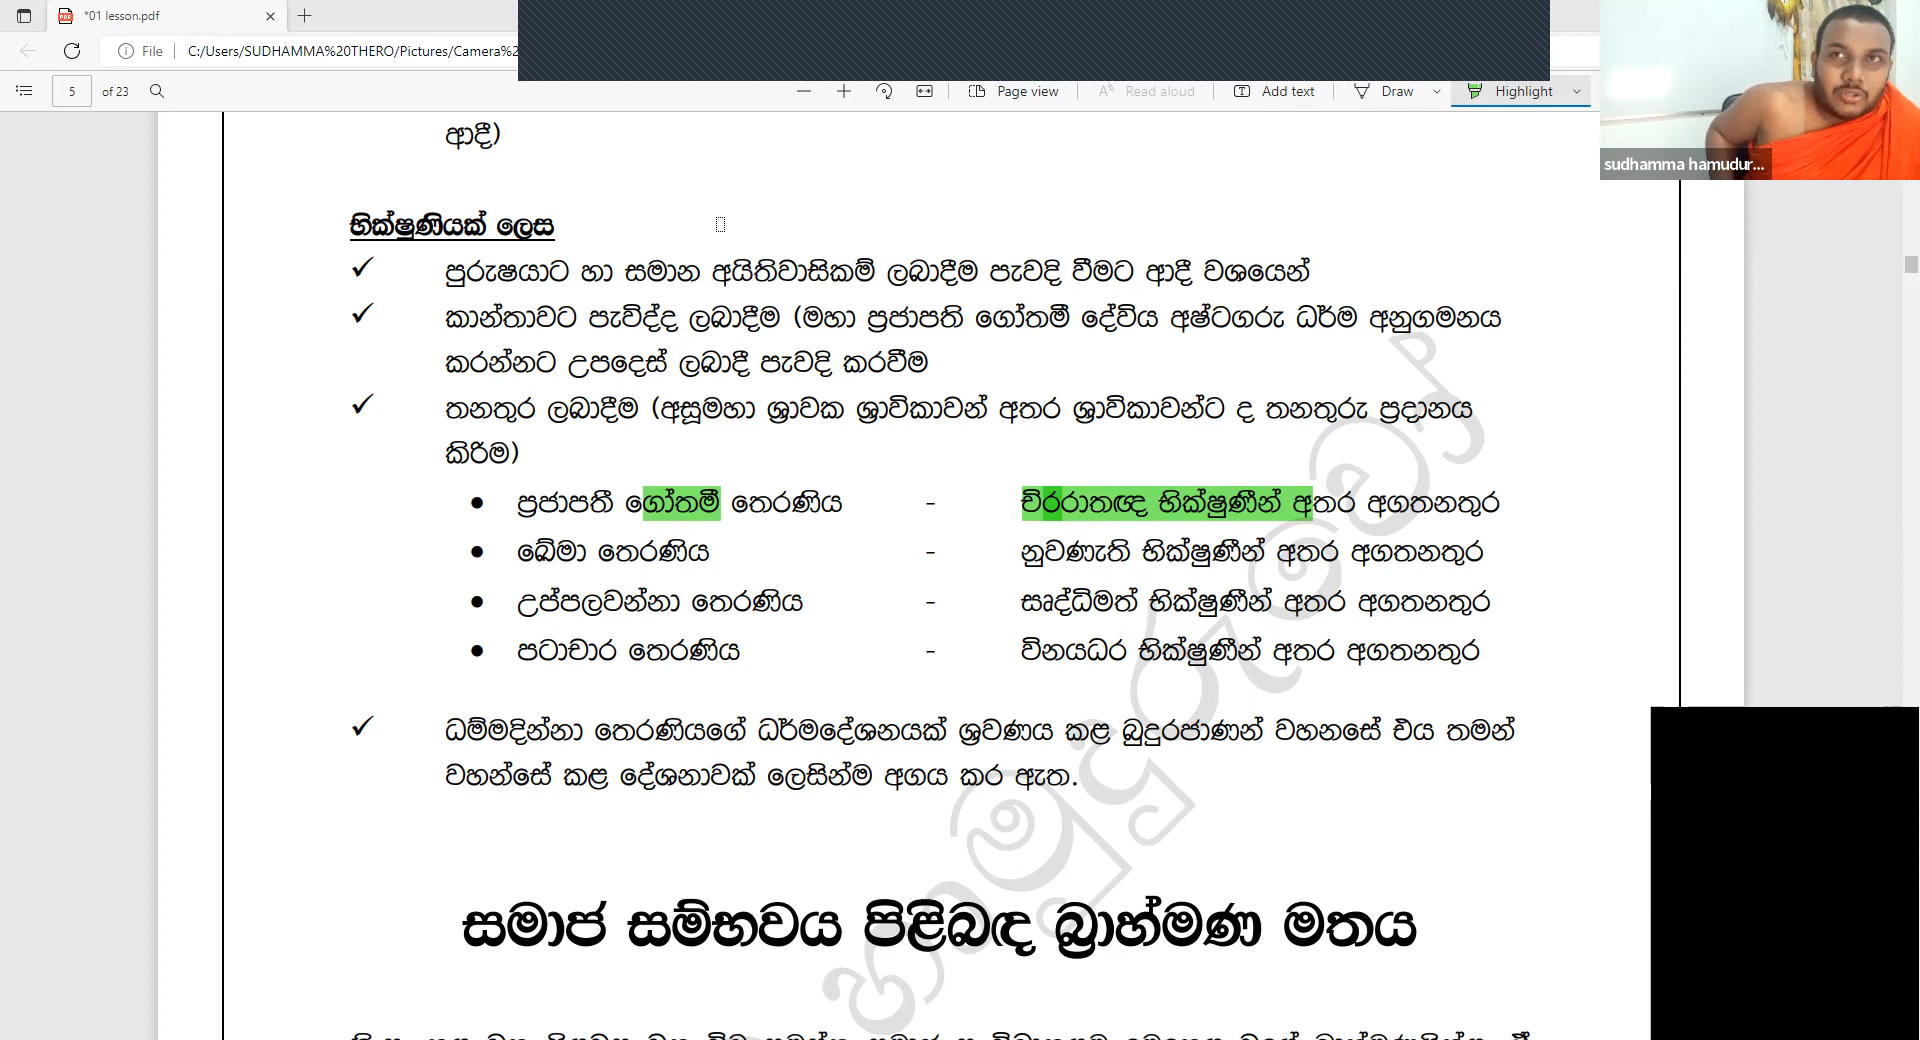 *01 lesson.pdf
File
C:/Users/SUDHAMMA%20THERO/Pictures/Camera%2
5 of 23
Page view
Read aloud
Add text
Draw
Highlight
sudhamma hamudur...
ආදී)
භික්ෂුණියක් ලෙස
✓ පුරුෂයාට හා සමාන අයිතිවාසිකම් ලබාදීම පැවදි වීමට ආදී වශයෙන්
✓ කාන්තාවට පැවිද්ද ලබාදීම (මහා ප්‍රජාපති ගෝතමී දේවිය අෂ්ටගරු ධර්ම අනුගමනය
කරන්නට උපදෙස් ලබාදී පැවදි කරවීම
✓ තනතුර ලබාදීම (අසූමහා ශ්‍රාවක ශ්‍රාවිකාවන් අතර ශ්‍රාවිකාවන්ට ද තනතුරු ප්‍රදානය
කිරිම)
• ප්‍රජාපතී ගෝතමී තෙරණිය - චිරරාතඥ භික්ෂුණීන් අතර අගතනතුර
• ඛේමා තෙරණිය - නුවණැති භික්ෂුණීන් අතර අගතනතුර
• උප්පලවන්නා තෙරණිය - සෘද්ධිමත් භික්ෂුණීන් අතර අගතනතුර
• පටාචාර තෙරණිය - විනයධර භික්ෂුණීන් අතර අගතනතුර
✓ ධම්මදින්නා තෙරණියගේ ධර්මදේශනයක් ශ්‍රවණය කළ බුදුරජාණන් වහනසේ එය තමන්
වහන්සේ කළ දේශනාවක් ලෙසින්ම අගය කර ඇත.
සමාජ සම්භවය පිළිබඳ බ්‍රාහ්මණ මතය
හාමුදුරුවෝ